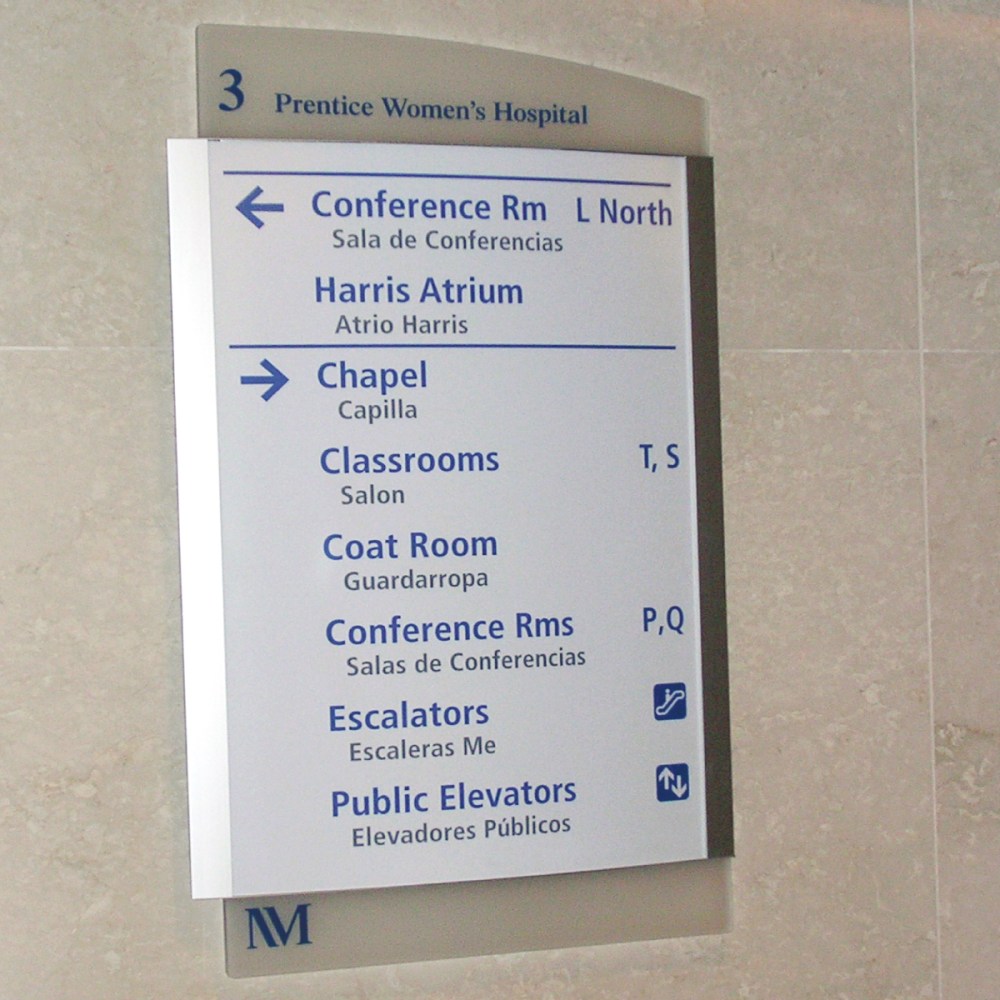 3 Prentice Women's Hospital
← Conference Rm L North
Sala de Conferencias
Harris Atrium
Atrio Harris
→ Chapel
Capilla
Classrooms T, S
Salon
Coat Room
Guardarropa
Conference Rms P,Q
Salas de Conferencias
Escalators
Escaleras Me
Public Elevators
Elevadores Públicos
NM